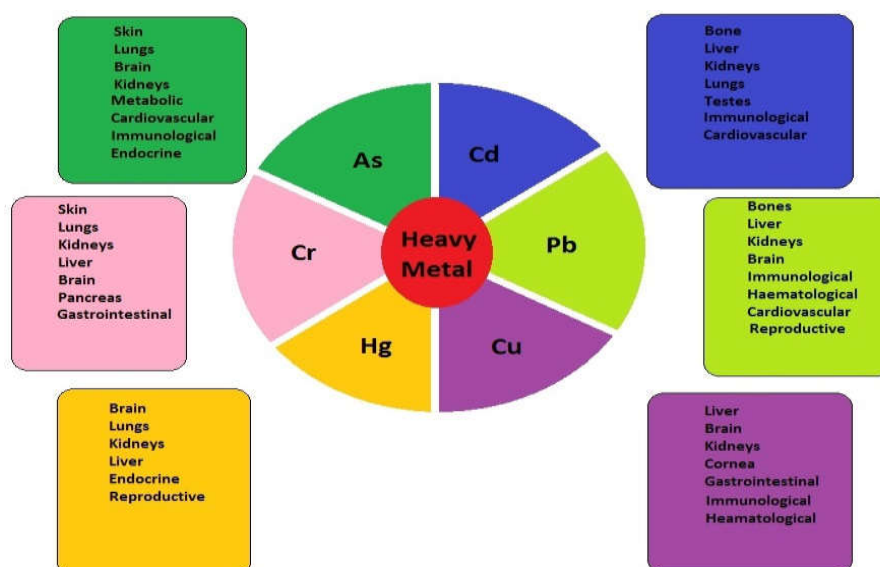 Skin
Lungs
Brain
Kidneys
Metabolic
Cardiovascular
Immunological
Endocrine
Bone
Liver
Kidneys
Lungs
Testes
Immunological
Cardiovascular
As
Cd
Skin
Lungs
Kidneys
Liver
Brain
Pancreas
Gastrointestinal
Cr
Heavy
Metal
Pb
Bones
Liver
Kidneys
Brain
Immunological
Haematological
Cardiovascular
Reproductive
Hg
Cu
Brain
Lungs
Kidneys
Liver
Endocrine
Reproductive
Liver
Brain
Kidneys
Cornea
Gastrointestinal
Immunological
Heamatological